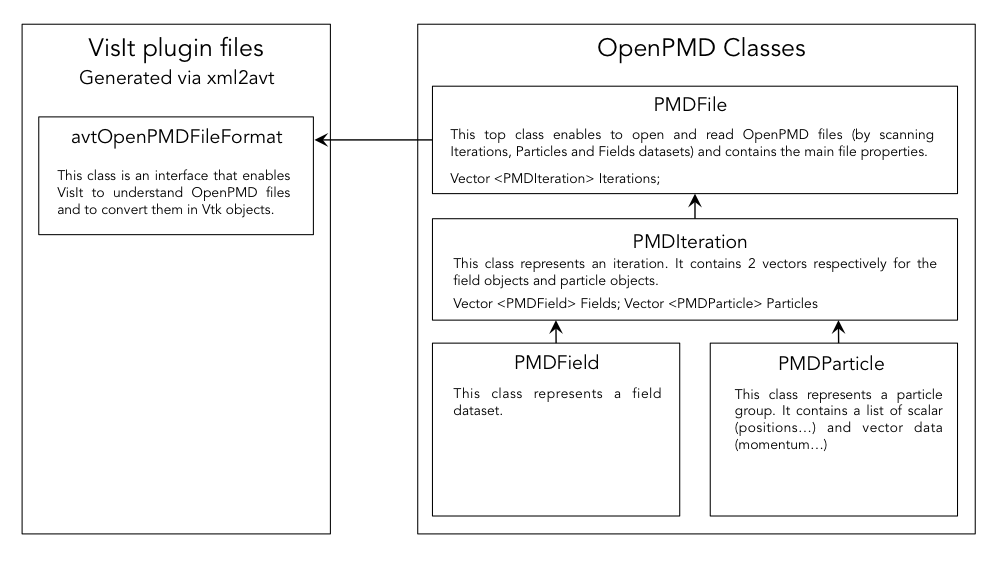 VisIt plugin files
Generated via xml2avt
avtOpenPMDFileFormat
This class is an interface that enables
VisIt to understand OpenPMD files
and to convert them in Vtk objects.
OpenPMD Classes
PMDFile
This top class enables to open and read OpenPMD files (by scanning
Iterations, Particles and Fields datasets) and contains the main file properties.
Vector <PMDIteration> Iterations;
PMDIteration
This class represents an iteration. It contains 2 vectors respectively for the
field objects and particle objects.
Vector <PMDField> Fields; Vector <PMDParticle> Particles
PMDField
This class represents a field
dataset.
PMDParticle
This class represents a particle
group. It contains a list of scalar
(positions…) and vector data
(momentum…)